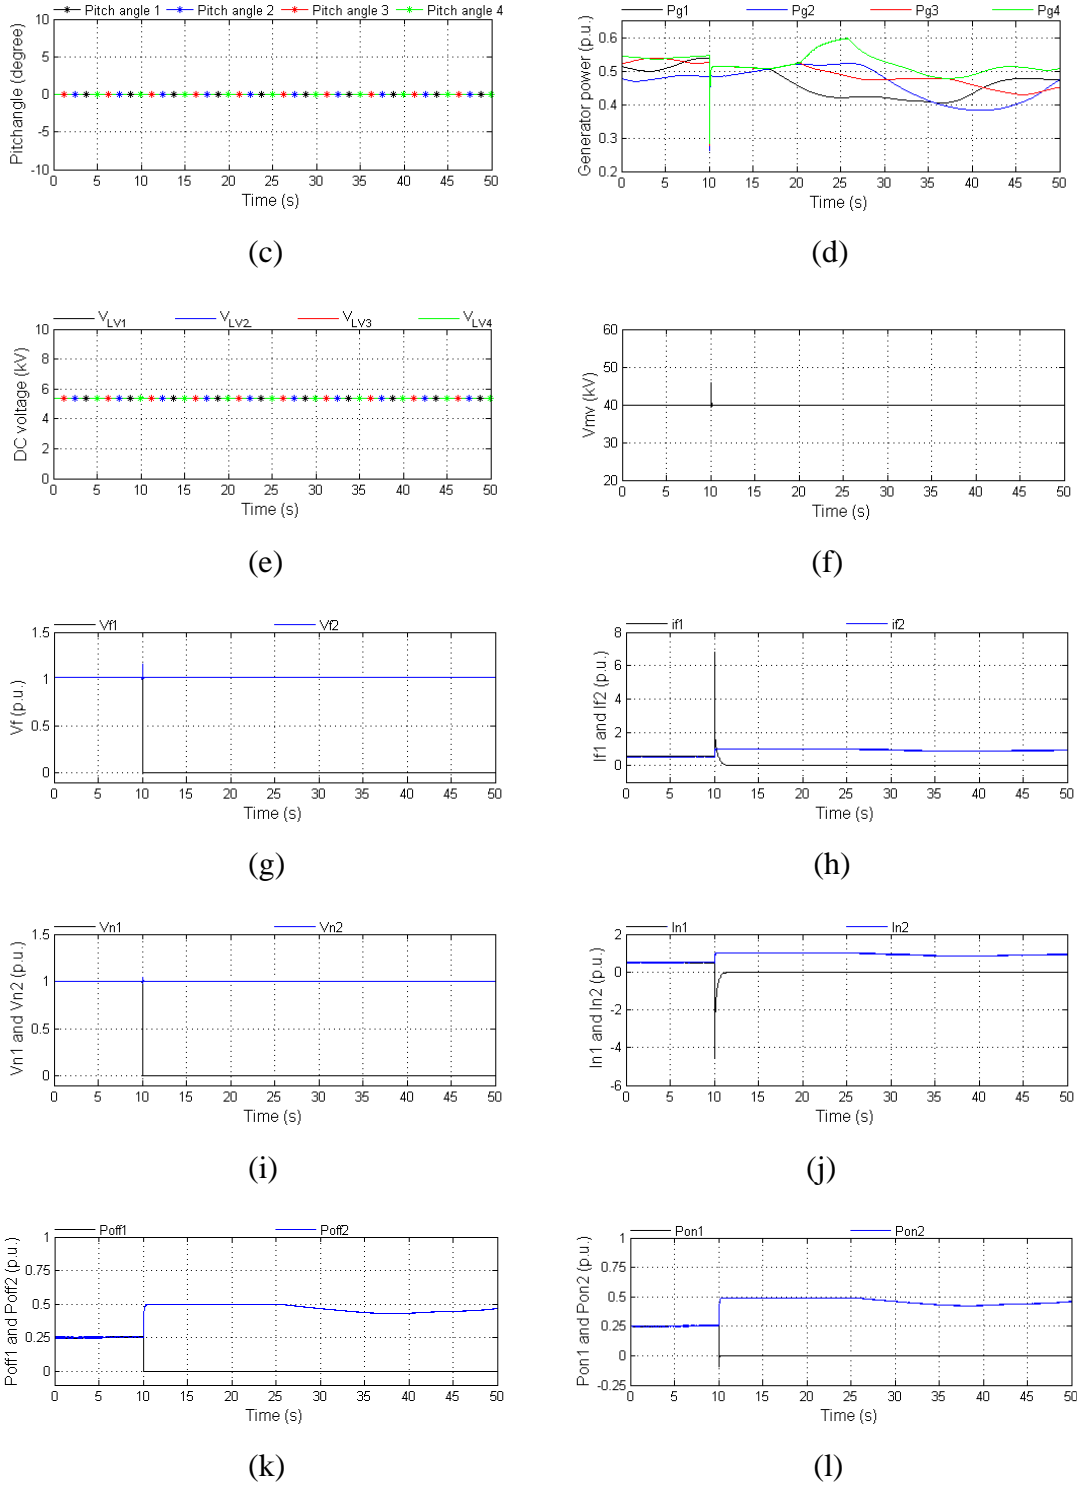 Pitch angle 1 Pitch angle 2 Pitch angle 3 Pitch angle 4
Pitchangle (degree)
10
5
0
-5
-10
0 5 10 15 20 25 30 35 40 45 50
Time (s)
(c)
Pg1 Pg2 Pg3 Pg4
Generator power (p.u.)
0.6
0.5
0.4
0.3
0.2
0 5 10 15 20 25 30 35 40 45 50
Time (s)
(d)
V_LV1 V_LV2 V_LV3 V_LV4
DC voltage (kV)
10
8
6
4
2
0
0 5 10 15 20 25 30 35 40 45 50
Time (s)
(e)
Vmv (kV)
60
50
40
30
20
0 5 10 15 20 25 30 35 40 45 50
Time (s)
(f)
Vf1 Vf2
Vf (p.u.)
1.5
1
0.5
0
0 5 10 15 20 25 30 35 40 45 50
Time (s)
(g)
if1 if2
If1 and If2 (p.u.)
8
6
4
2
0
0 5 10 15 20 25 30 35 40 45 50
Time (s)
(h)
Vn1 Vn2
Vn1 and Vn2 (p.u.)
1.5
1
0.5
0
0 5 10 15 20 25 30 35 40 45 50
Time (s)
(i)
In1 In2
In1 and In2 (p.u.)
2
0
-2
-4
-6
0 5 10 15 20 25 30 35 40 45 50
Time (s)
(j)
Poff1 Poff2
Poff1 and Poff2 (p.u.)
1
0.75
0.5
0.25
0
0 5 10 15 20 25 30 35 40 45 50
Time (s)
(k)
Pon1 Pon2
Pon1 and Pon2 (p.u.)
1
0.75
0.5
0.25
0
-0.25
0 5 10 15 20 25 30 35 40 45 50
Time (s)
(l)